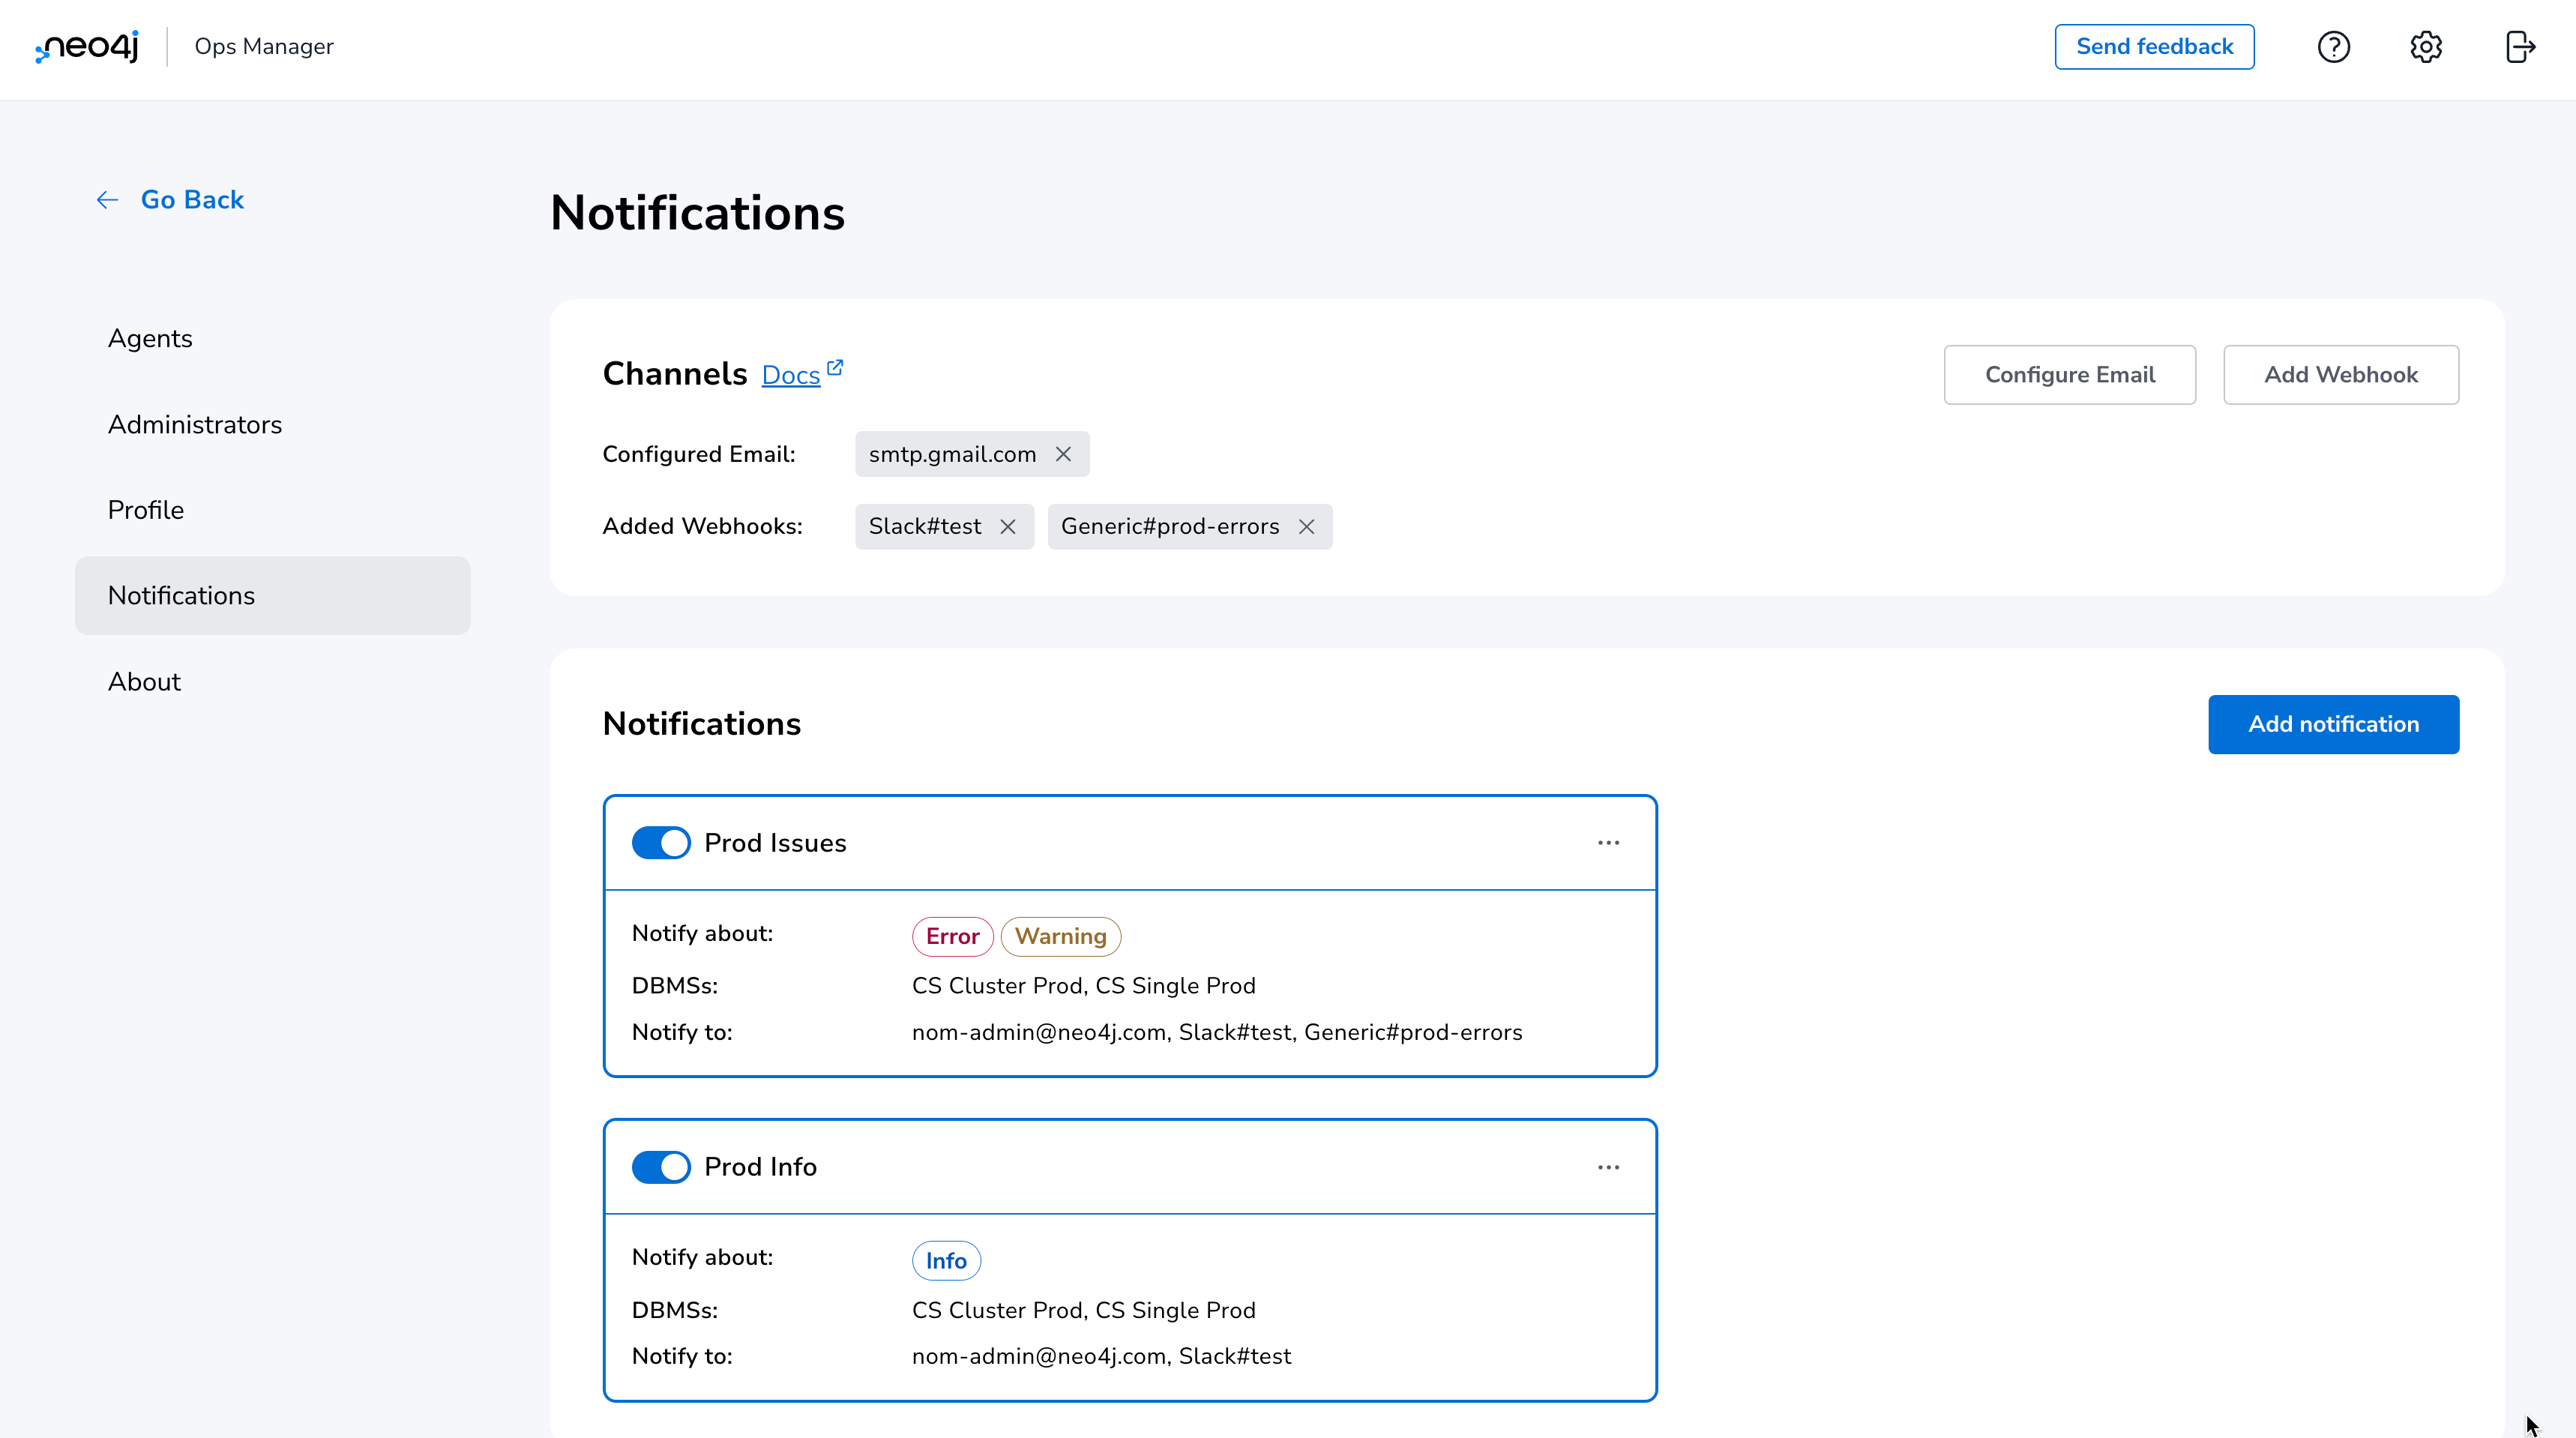 neo4j Ops Manager Send feedback
Go Back
Agents
Administrators
Profile
Notifications
About
Notifications
Channels Docs Configure Email Add Webhook
Configured Email: smtp.gmail.com
Added Webhooks: Slack#test Generic#prod-errors
Notifications Add notification
Prod Issues
Notify about: Error Warning
DBMSs: CS Cluster Prod, CS Single Prod
Notify to: nom-admin@neo4j.com, Slack#test, Generic#prod-errors
Prod Info
Notify about: Info
DBMSs: CS Cluster Prod, CS Single Prod
Notify to: nom-admin@neo4j.com, Slack#test